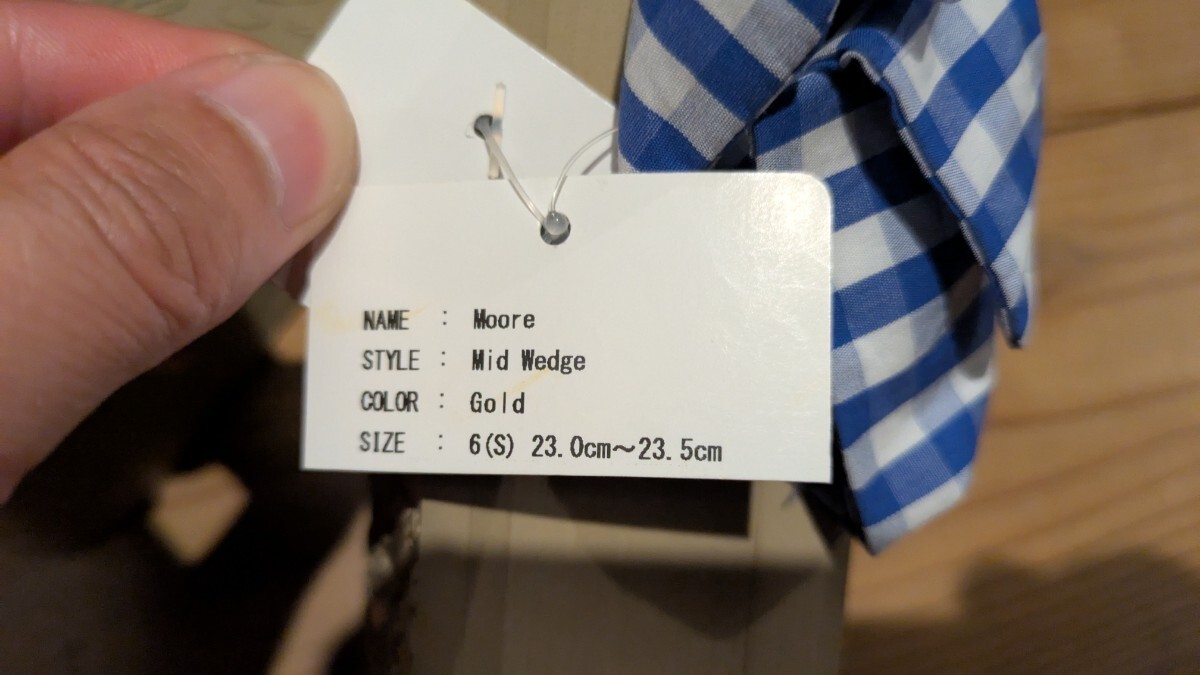 NAME : Moore
STYLE : Mid Wedge
COLOR : Gold
SIZE : 6(S) 23.0cm～23.5cm